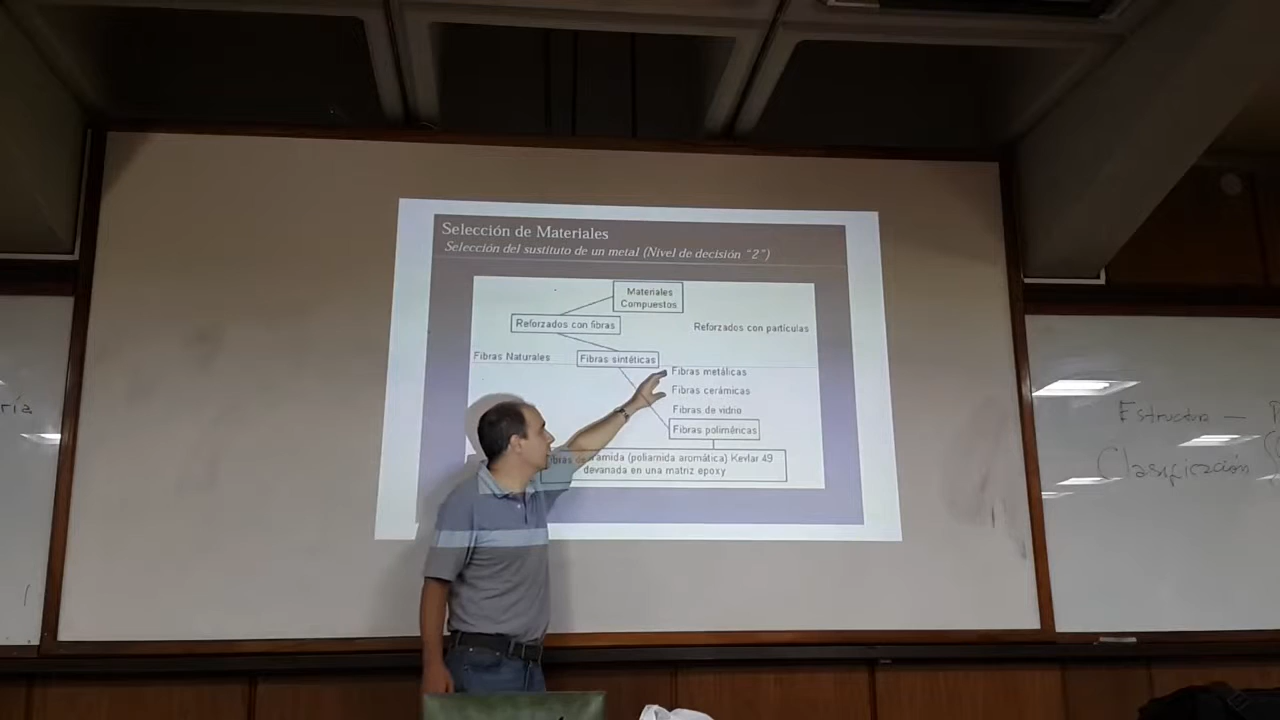 Selección de Materiales
Selección del sustituto de un metal (Nivel de decisión "2")
Materiales
Compuestos
Reforzados con fibras
Reforzados con partículas
Fibras Naturales
Fibras sintéticas
Fibras metálicas
Fibras cerámicas
Fibras de vidrio
Fibras poliméricas
ramida (poliamida aromática) Kevlar 49
devanada en una matriz epoxy
ría
Estructura —
Clasificación